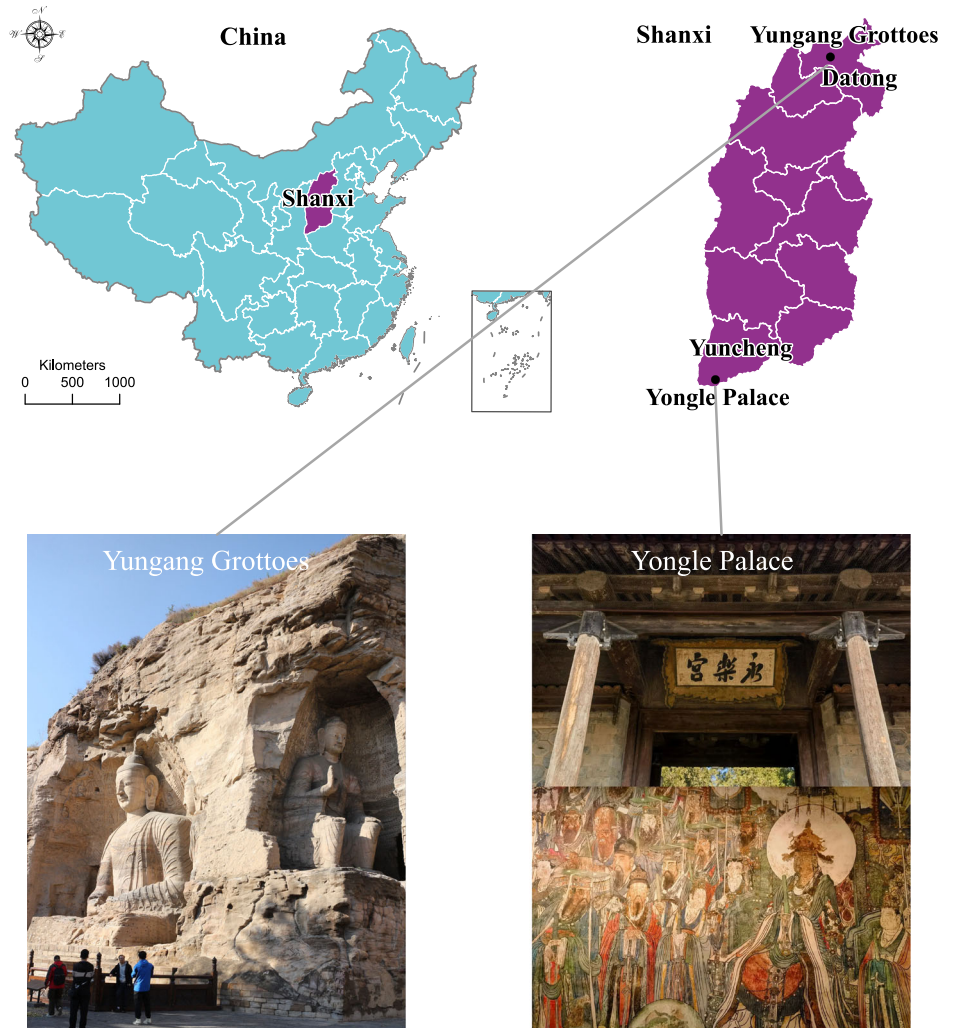 N
W
E
S
China
Shanxi
Kilometers
0 500 1000
Shanxi
Yungang Grottoes
Datong
Yuncheng
Yongle Palace
Yungang Grottoes
Yongle Palace
宫樂永